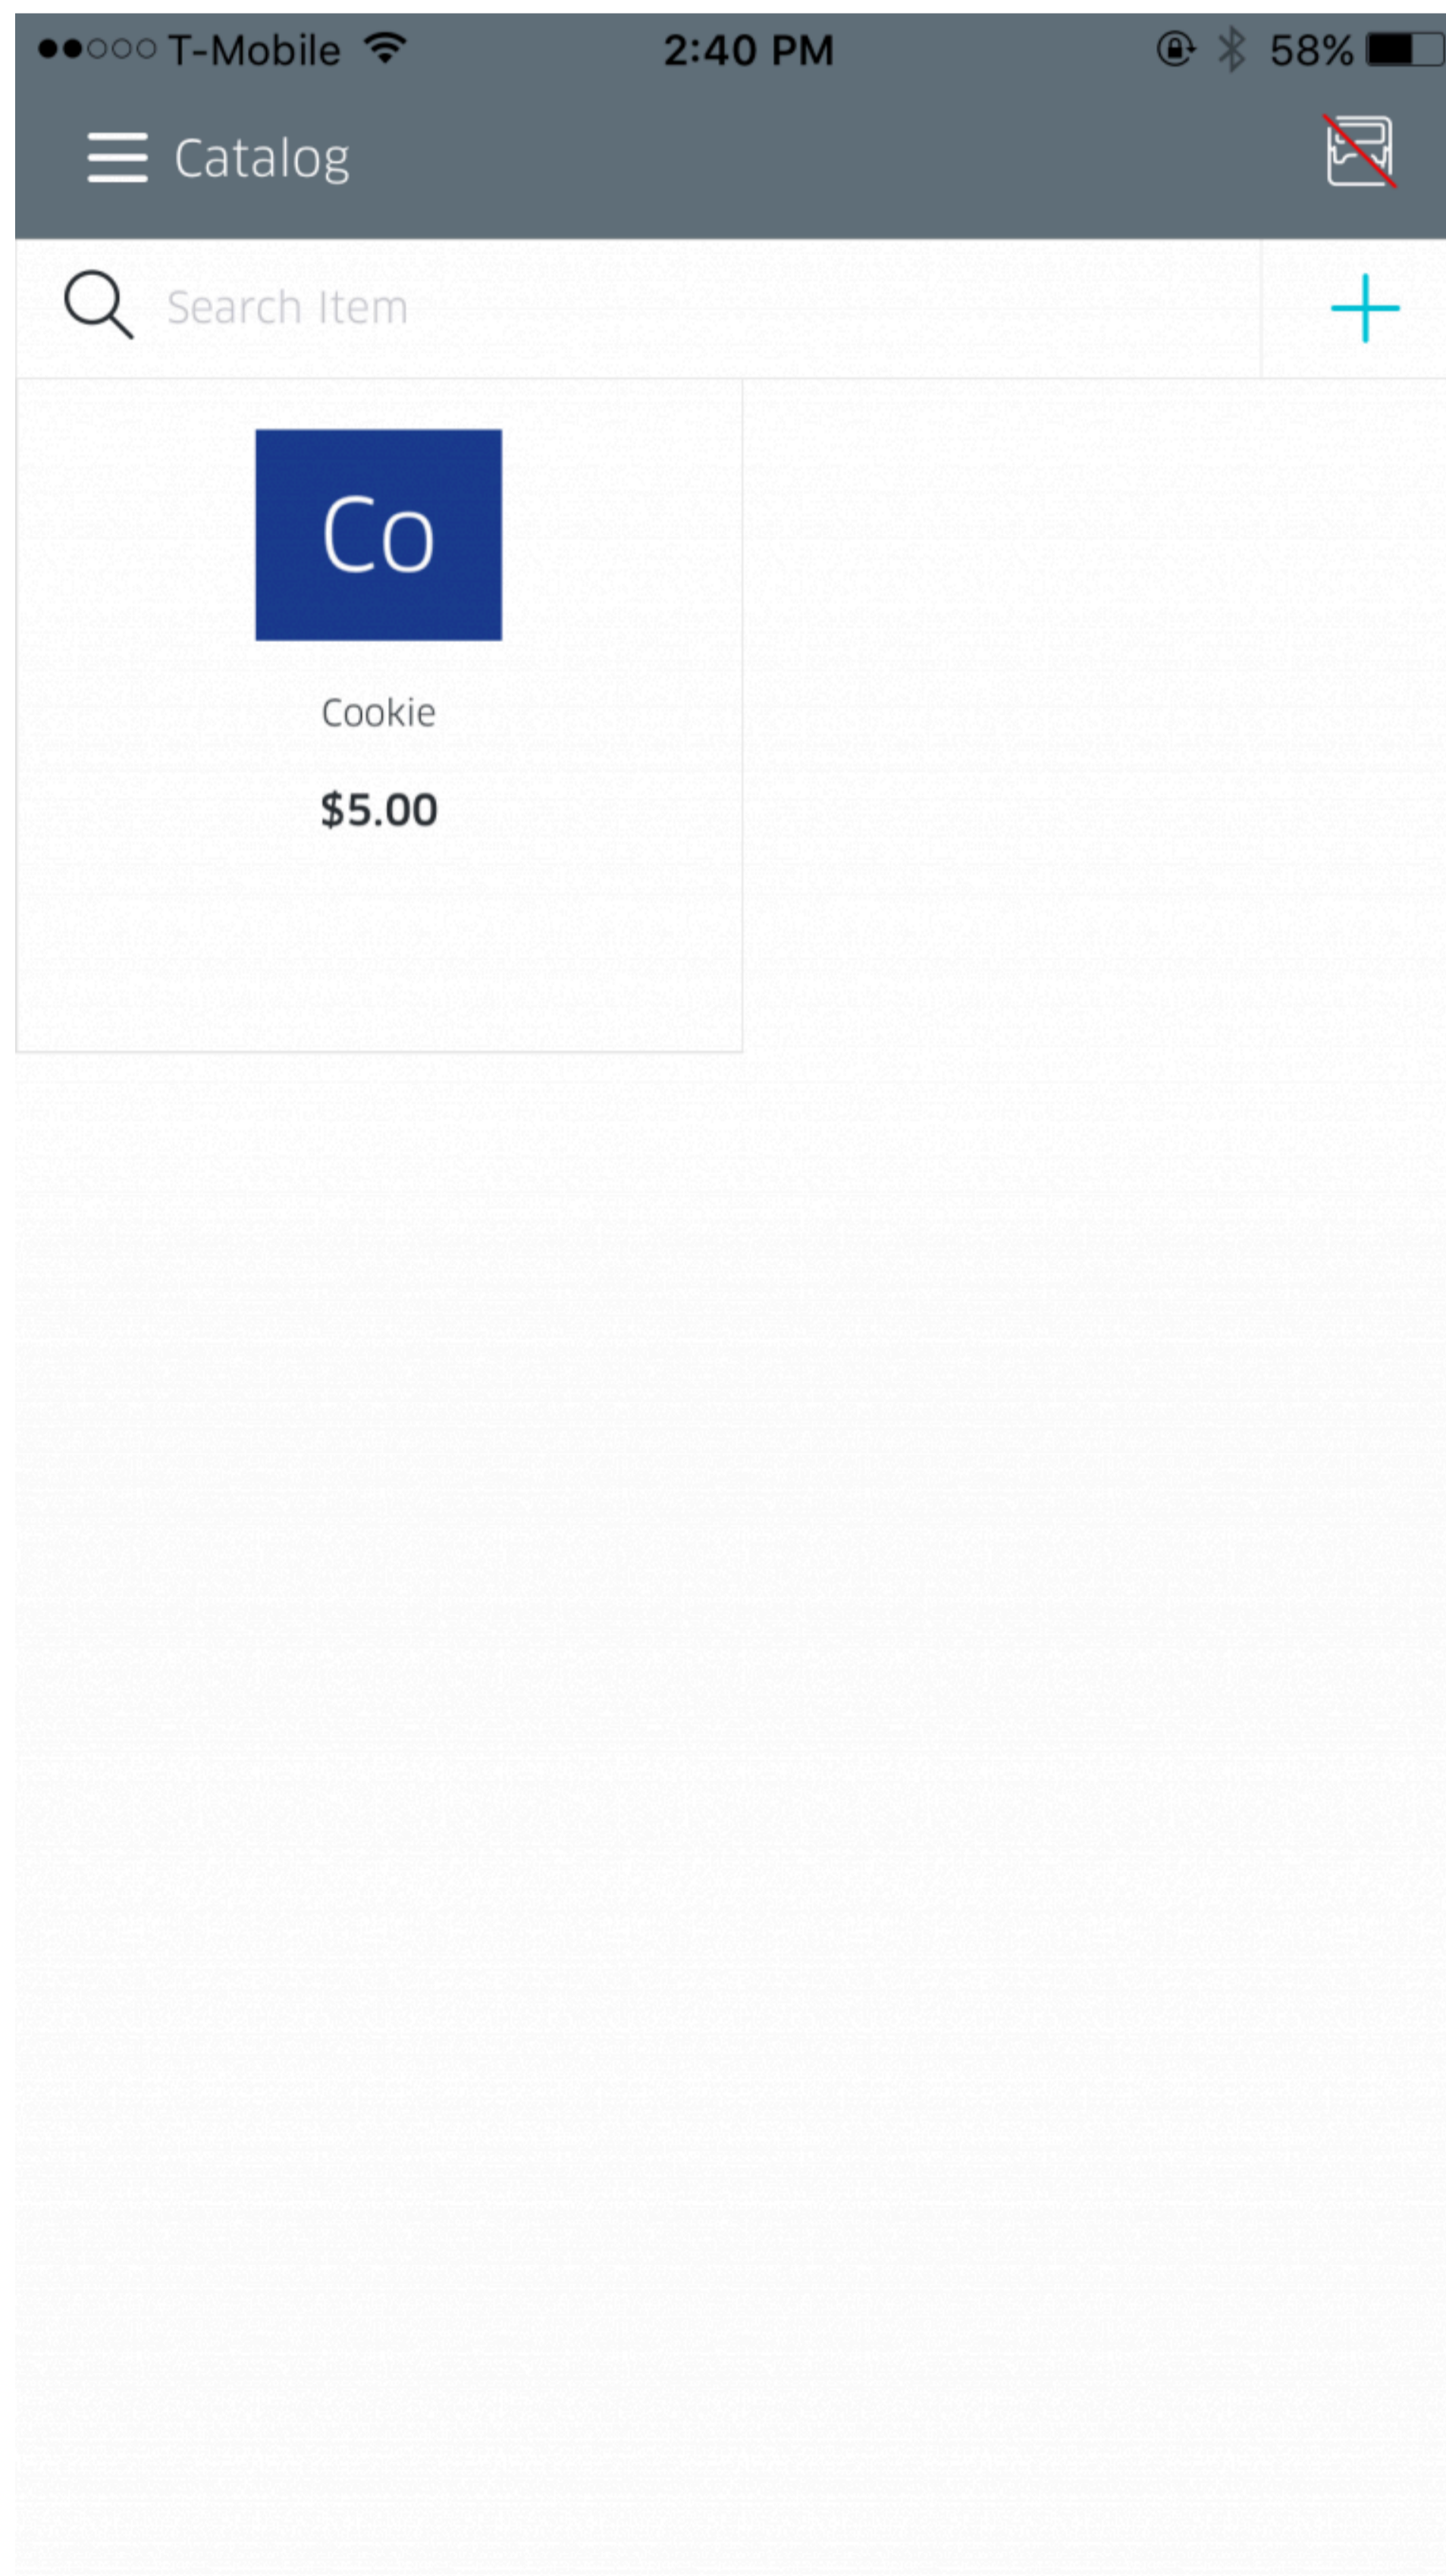 T-Mobile 2:40 PM 58%
Catalog
Search Item
Co
Cookie
$5.00